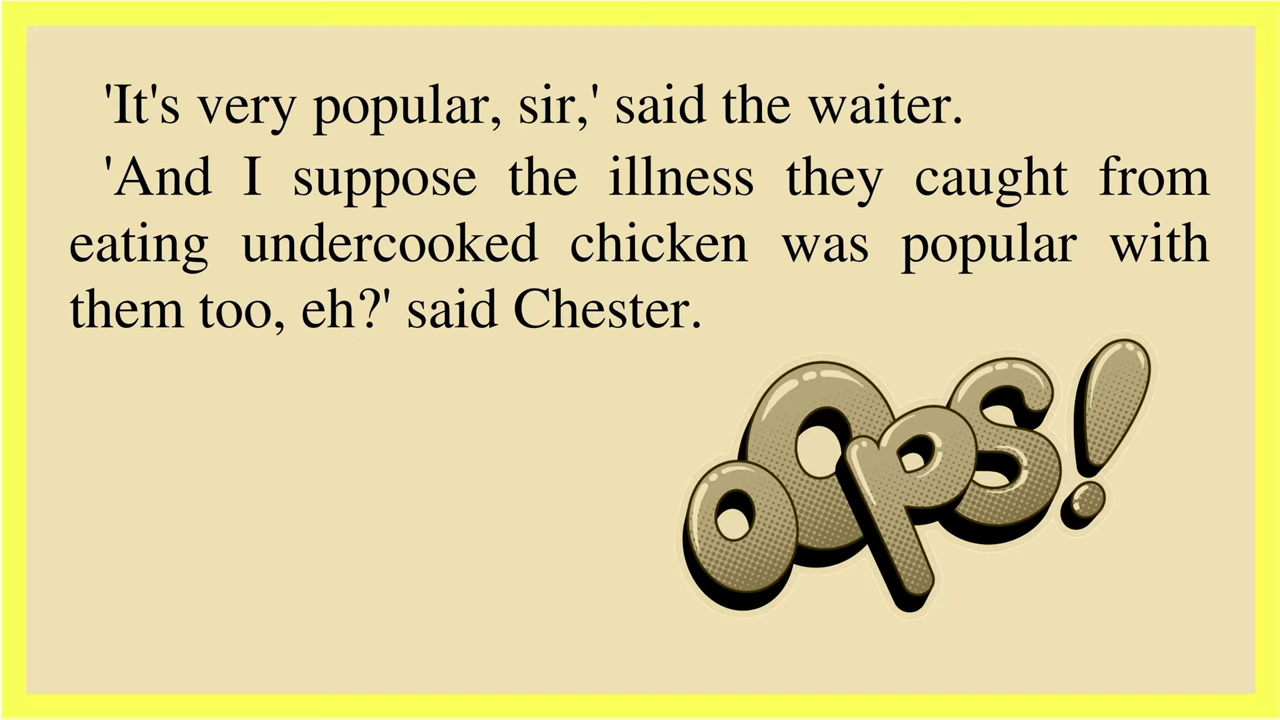 'It's very popular, sir,' said the waiter.
'And I suppose the illness they caught from
eating undercooked chicken was popular with
them too, eh?' said Chester.
oOps!